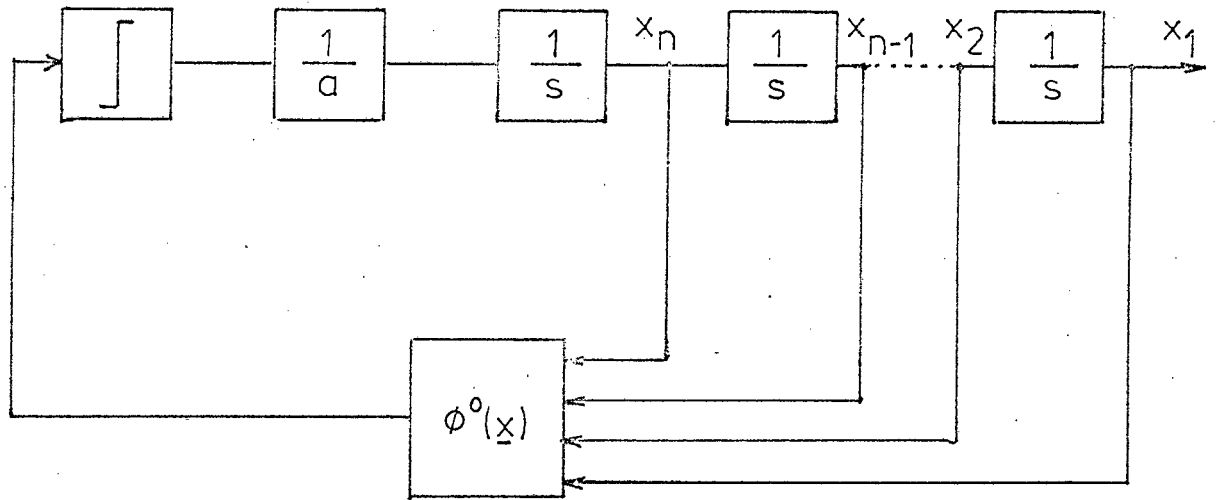 1/a
1/s
x_n
1/s
x_{n-1}
x_2
1/s
x_1
φ°(x̲)